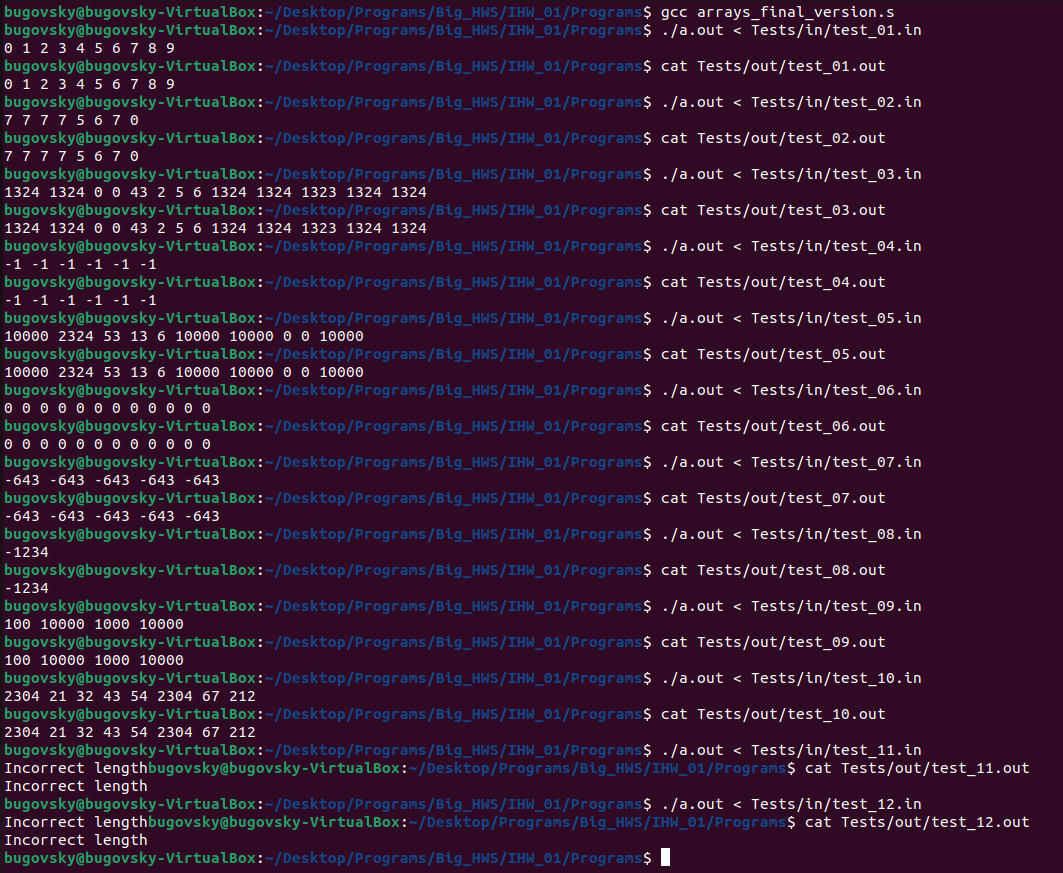 bugovsky@bugovsky-VirtualBox:~/Desktop/Programs/Big_HWS/IHW_01/Programs$ gcc arrays_final_version.s
bugovsky@bugovsky-VirtualBox:~/Desktop/Programs/Big_HWS/IHW_01/Programs$ ./a.out < Tests/in/test_01.in
0 1 2 3 4 5 6 7 8 9
bugovsky@bugovsky-VirtualBox:~/Desktop/Programs/Big_HWS/IHW_01/Programs$ cat Tests/out/test_01.out
0 1 2 3 4 5 6 7 8 9
bugovsky@bugovsky-VirtualBox:~/Desktop/Programs/Big_HWS/IHW_01/Programs$ ./a.out < Tests/in/test_02.in
7 7 7 7 5 6 7 0
bugovsky@bugovsky-VirtualBox:~/Desktop/Programs/Big_HWS/IHW_01/Programs$ cat Tests/out/test_02.out
7 7 7 7 5 6 7 0
bugovsky@bugovsky-VirtualBox:~/Desktop/Programs/Big_HWS/IHW_01/Programs$ ./a.out < Tests/in/test_03.in
1324 1324 0 0 43 2 5 6 1324 1324 1323 1324 1324
bugovsky@bugovsky-VirtualBox:~/Desktop/Programs/Big_HWS/IHW_01/Programs$ cat Tests/out/test_03.out
1324 1324 0 0 43 2 5 6 1324 1324 1323 1324 1324
bugovsky@bugovsky-VirtualBox:~/Desktop/Programs/Big_HWS/IHW_01/Programs$ ./a.out < Tests/in/test_04.in
-1 -1 -1 -1 -1 -1
bugovsky@bugovsky-VirtualBox:~/Desktop/Programs/Big_HWS/IHW_01/Programs$ cat Tests/out/test_04.out
-1 -1 -1 -1 -1 -1
bugovsky@bugovsky-VirtualBox:~/Desktop/Programs/Big_HWS/IHW_01/Programs$ ./a.out < Tests/in/test_05.in
10000 2324 53 13 6 10000 10000 0 0 10000
bugovsky@bugovsky-VirtualBox:~/Desktop/Programs/Big_HWS/IHW_01/Programs$ cat Tests/out/test_05.out
10000 2324 53 13 6 10000 10000 0 0 10000
bugovsky@bugovsky-VirtualBox:~/Desktop/Programs/Big_HWS/IHW_01/Programs$ ./a.out < Tests/in/test_06.in
0 0 0 0 0 0 0 0 0 0 0 0
bugovsky@bugovsky-VirtualBox:~/Desktop/Programs/Big_HWS/IHW_01/Programs$ cat Tests/out/test_06.out
0 0 0 0 0 0 0 0 0 0 0 0
bugovsky@bugovsky-VirtualBox:~/Desktop/Programs/Big_HWS/IHW_01/Programs$ ./a.out < Tests/in/test_07.in
-643 -643 -643 -643 -643
bugovsky@bugovsky-VirtualBox:~/Desktop/Programs/Big_HWS/IHW_01/Programs$ cat Tests/out/test_07.out
-643 -643 -643 -643 -643
bugovsky@bugovsky-VirtualBox:~/Desktop/Programs/Big_HWS/IHW_01/Programs$ ./a.out < Tests/in/test_08.in
-1234
bugovsky@bugovsky-VirtualBox:~/Desktop/Programs/Big_HWS/IHW_01/Programs$ cat Tests/out/test_08.out
-1234
bugovsky@bugovsky-VirtualBox:~/Desktop/Programs/Big_HWS/IHW_01/Programs$ ./a.out < Tests/in/test_09.in
100 10000 1000 10000
bugovsky@bugovsky-VirtualBox:~/Desktop/Programs/Big_HWS/IHW_01/Programs$ cat Tests/out/test_09.out
100 10000 1000 10000
bugovsky@bugovsky-VirtualBox:~/Desktop/Programs/Big_HWS/IHW_01/Programs$ ./a.out < Tests/in/test_10.in
2304 21 32 43 54 2304 67 212
bugovsky@bugovsky-VirtualBox:~/Desktop/Programs/Big_HWS/IHW_01/Programs$ cat Tests/out/test_10.out
2304 21 32 43 54 2304 67 212
bugovsky@bugovsky-VirtualBox:~/Desktop/Programs/Big_HWS/IHW_01/Programs$ ./a.out < Tests/in/test_11.in
Incorrect lengthbugovsky@bugovsky-VirtualBox:~/Desktop/Programs/Big_HWS/IHW_01/Programs$ cat Tests/out/test_11.out
Incorrect length
bugovsky@bugovsky-VirtualBox:~/Desktop/Programs/Big_HWS/IHW_01/Programs$ ./a.out < Tests/in/test_12.in
Incorrect lengthbugovsky@bugovsky-VirtualBox:~/Desktop/Programs/Big_HWS/IHW_01/Programs$ cat Tests/out/test_12.out
Incorrect length
bugovsky@bugovsky-VirtualBox:~/Desktop/Programs/Big_HWS/IHW_01/Programs$